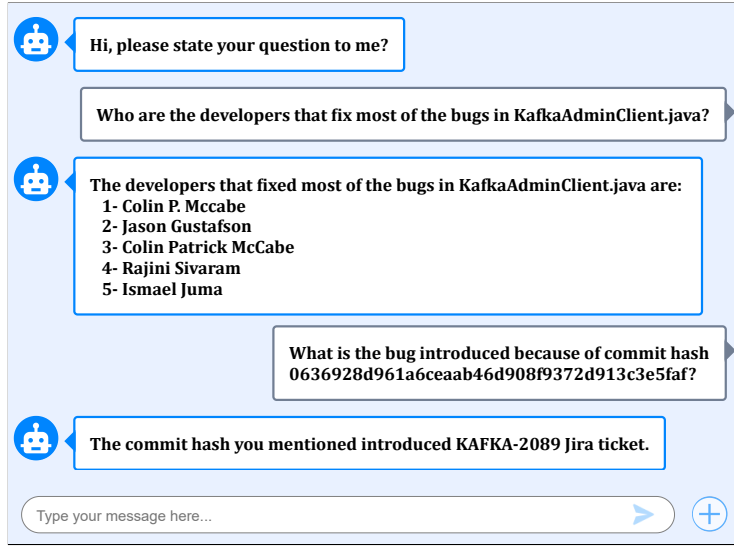 Hi, please state your question to me?
Who are the developers that fix most of the bugs in KafkaAdminClient.java?
The developers that fixed most of the bugs in KafkaAdminClient.java are:
1- Colin P. Mccabe
2- Jason Gustafson
3- Colin Patrick McCabe
4- Rajini Sivaram
5- Ismael Juma
What is the bug introduced because of commit hash
0636928d961a6ceaab46d908f9372d913c3e5faf?
The commit hash you mentioned introduced KAFKA-2089 Jira ticket.
Type your message here...